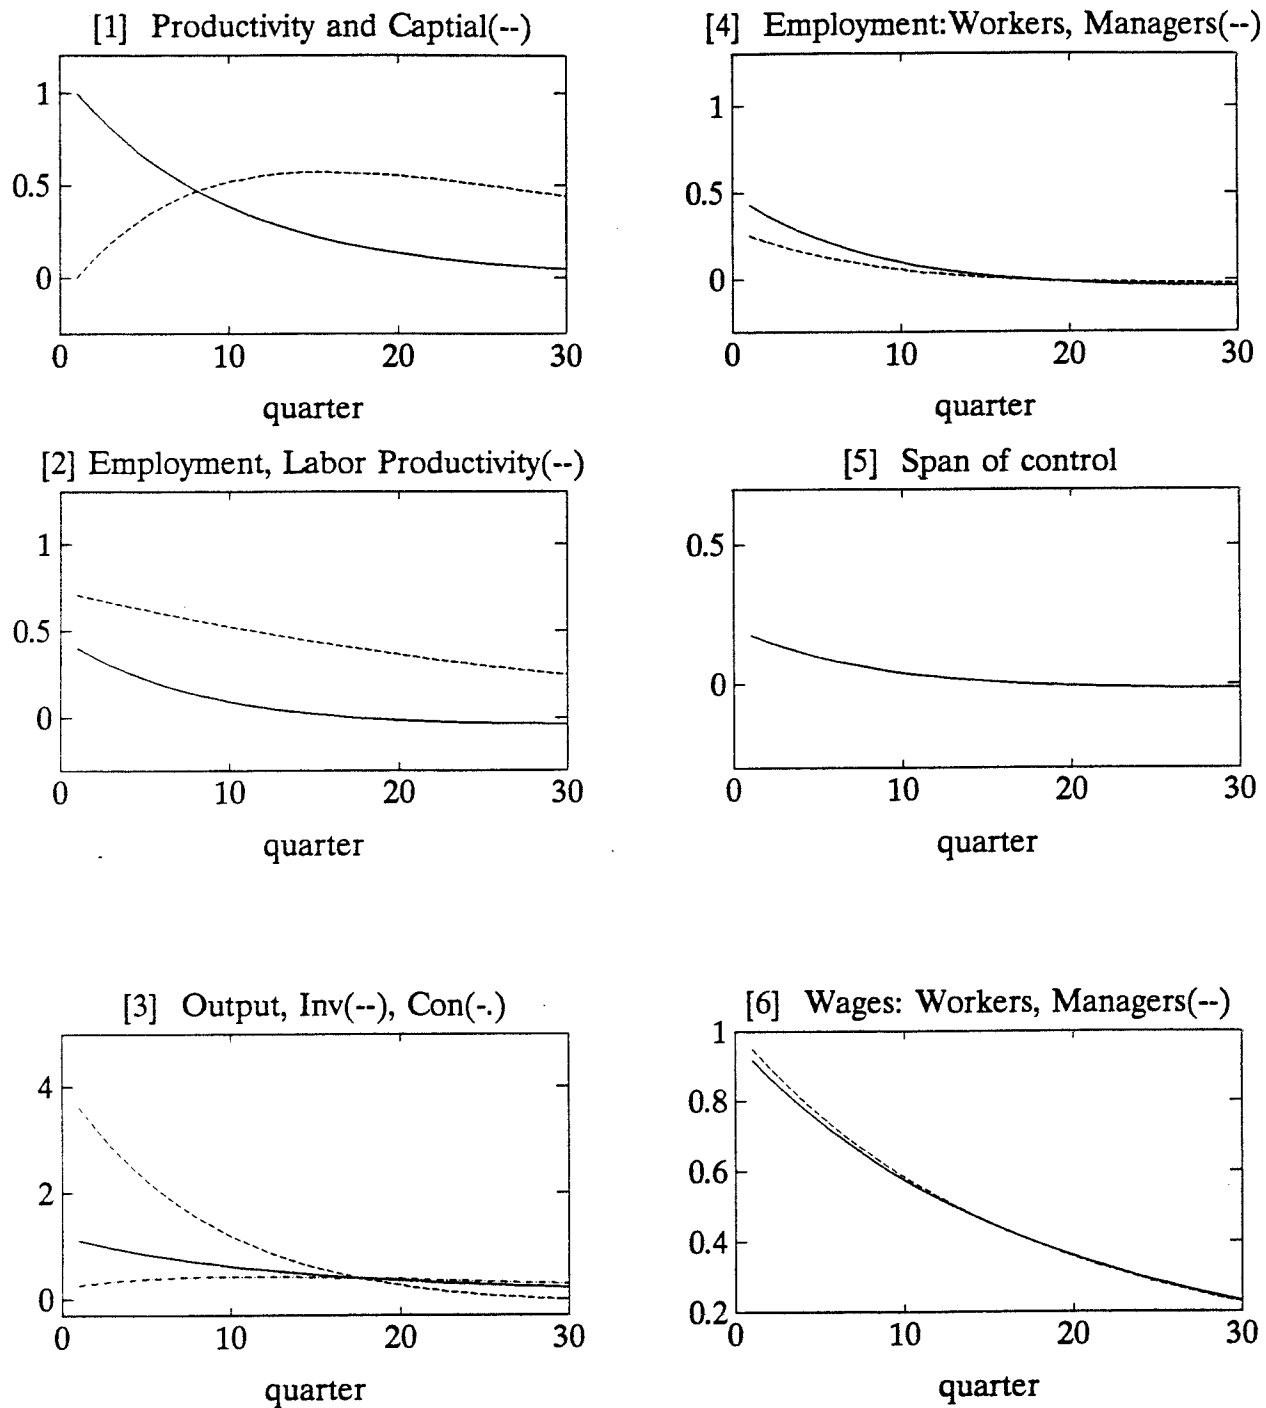 [1] Productivity and Captial(--)
1
0.5
0
0 10 20 30
quarter
[4] Employment:Workers, Managers(--)
1
0.5
0
0 10 20 30
quarter
[2] Employment, Labor Productivity(--)
1
0.5
0
0 10 20 30
quarter
[5] Span of control
0.5
0
0 10 20 30
quarter
[3] Output, Inv(--), Con(-.)
4
2
0
0 10 20 30
quarter
[6] Wages: Workers, Managers(--)
1
0.8
0.6
0.4
0.2
0 10 20 30
quarter